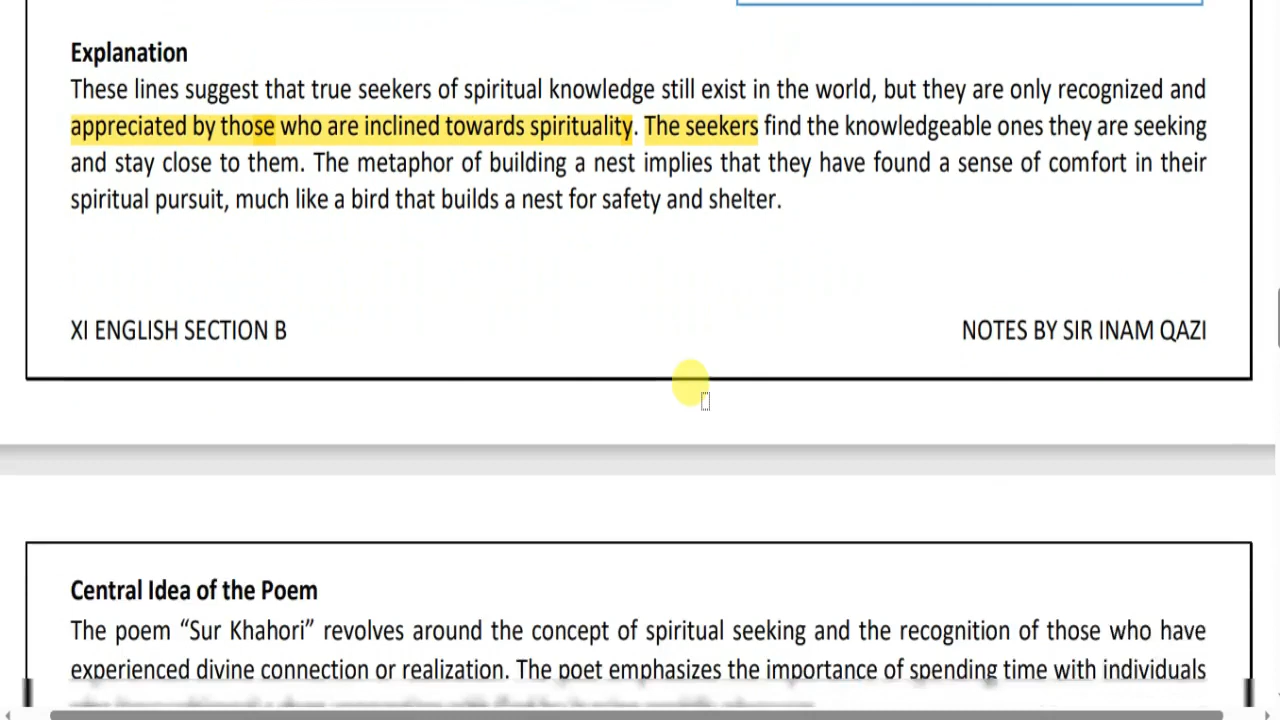 Explanation
These lines suggest that true seekers of spiritual knowledge still exist in the world, but they are only recognized and
appreciated by those who are inclined towards spirituality. The seekers find the knowledgeable ones they are seeking
and stay close to them. The metaphor of building a nest implies that they have found a sense of comfort in their
spiritual pursuit, much like a bird that builds a nest for safety and shelter.
XI ENGLISH SECTION B
NOTES BY SIR INAM QAZI
Central Idea of the Poem
The poem “Sur Khahori” revolves around the concept of spiritual seeking and the recognition of those who have
experienced divine connection or realization. The poet emphasizes the importance of spending time with individuals